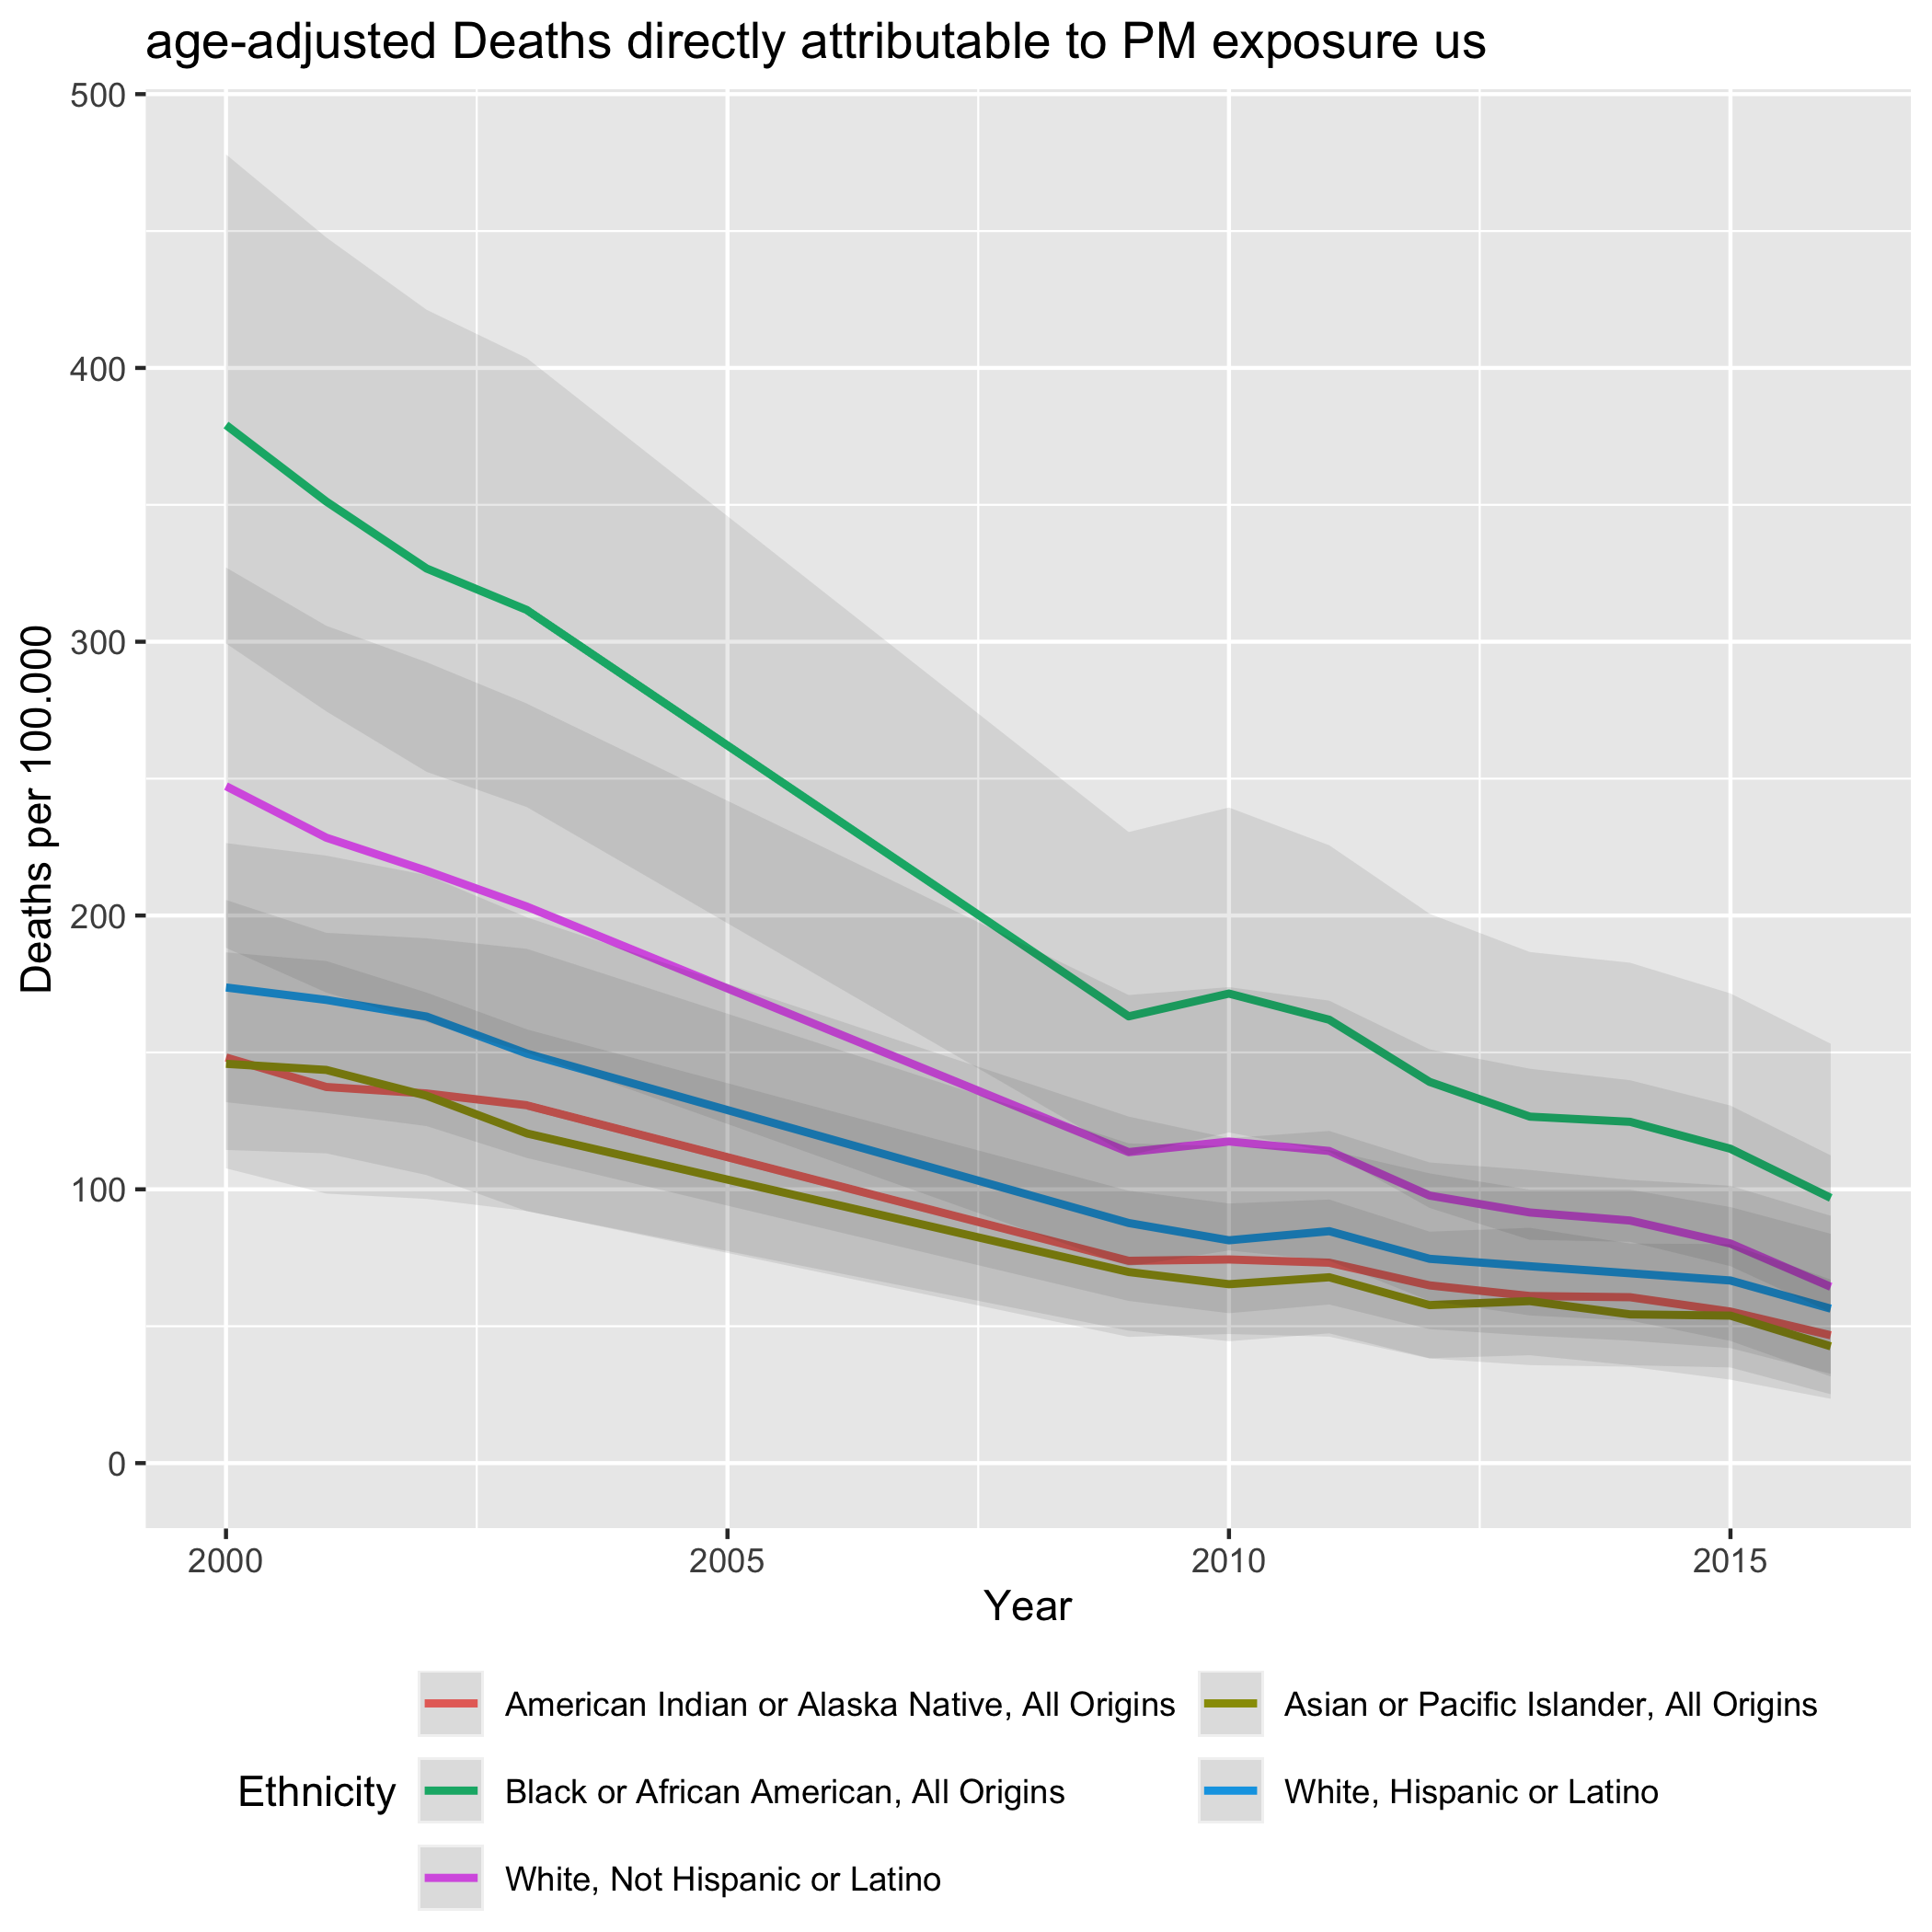 age-adjusted Deaths directly attributable to PM exposure us
Deaths per 100.000
500
400
300
200
100
0
2000 2005 2010 2015
Year
Ethnicity
American Indian or Alaska Native, All Origins
Asian or Pacific Islander, All Origins
Black or African American, All Origins
White, Hispanic or Latino
White, Not Hispanic or Latino